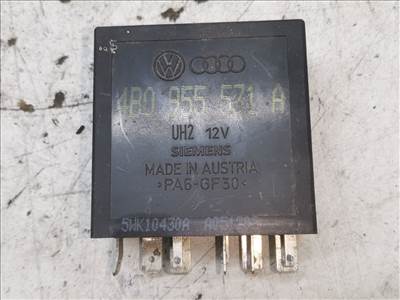 4B0 955 531 A
UH2 12V
SIEMENS
MADE IN AUSTRIA
>PA6-GF30<
5WK10430A